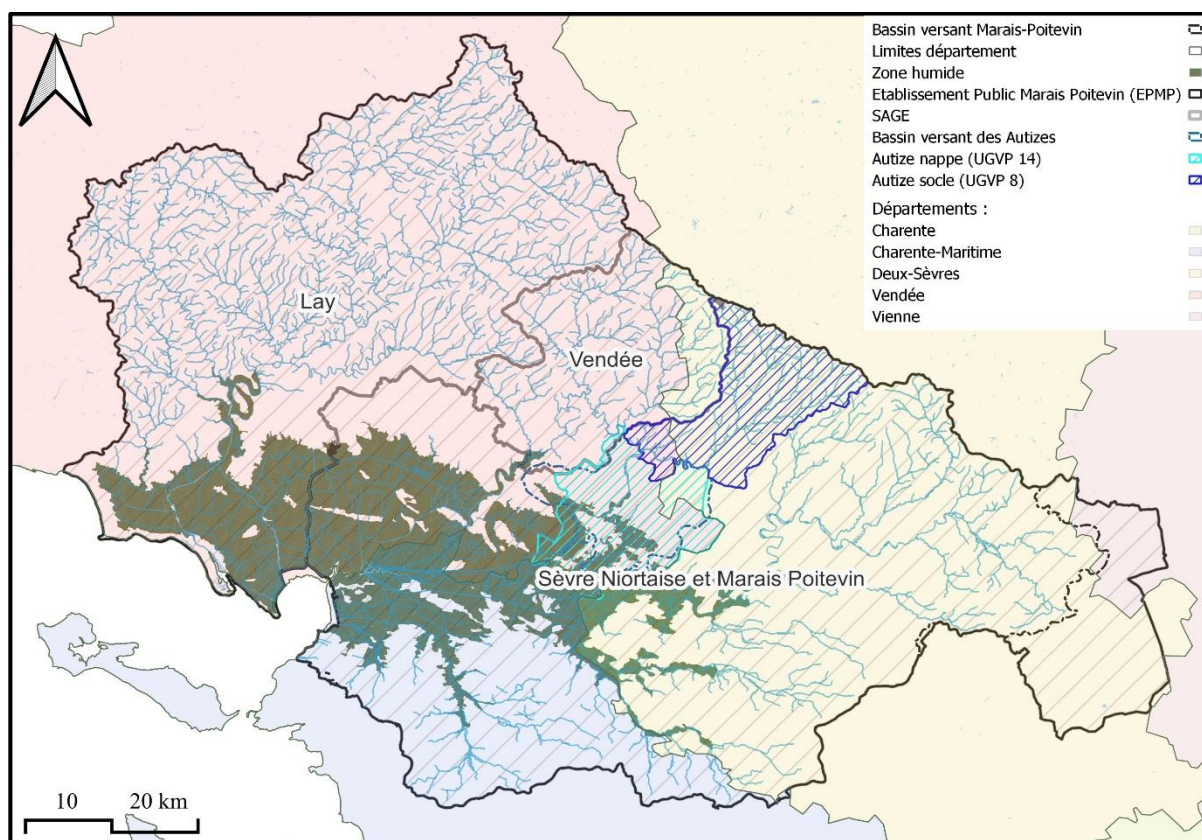 Bassin versant Marais-Poitevin
Limites département
Zone humide
Etablissement Public Marais Poitevin (EPMP)
SAGE
Bassin versant des Autizes
Autize nappe (UGVP 14)
Autize socle (UGVP 8)
Départements :
Charente
Charente-Maritime
Deux-Sèvres
Vendée
Vienne
Lay
Vendée
Sèvre Niortaise et Marais Poitevin
10 20 km